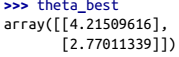 >>> theta_best
array([[4.21509616],
       [2.77011339]])